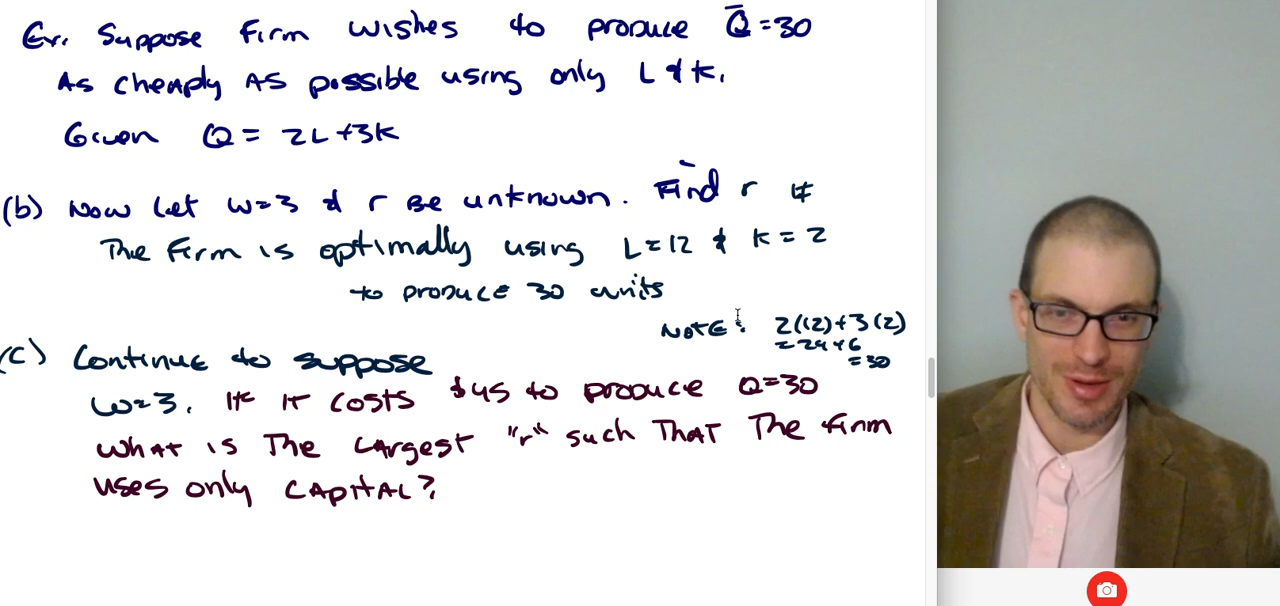 Ex. Suppose Firm wishes to produce Q̄=30
As cheaply as possible using only L & K.
Given Q = 2L+3K
(b) Now let w=3 & r be unknown. Find r if
The firm is optimally using L=12 & K=2
to produce 30 units
Note: 2(12)+3(2)
=24+6
=30
(c) Continue to suppose
w=3. If it costs $45 to produce Q=30
what is the largest "r" such that the firm
uses only capital?